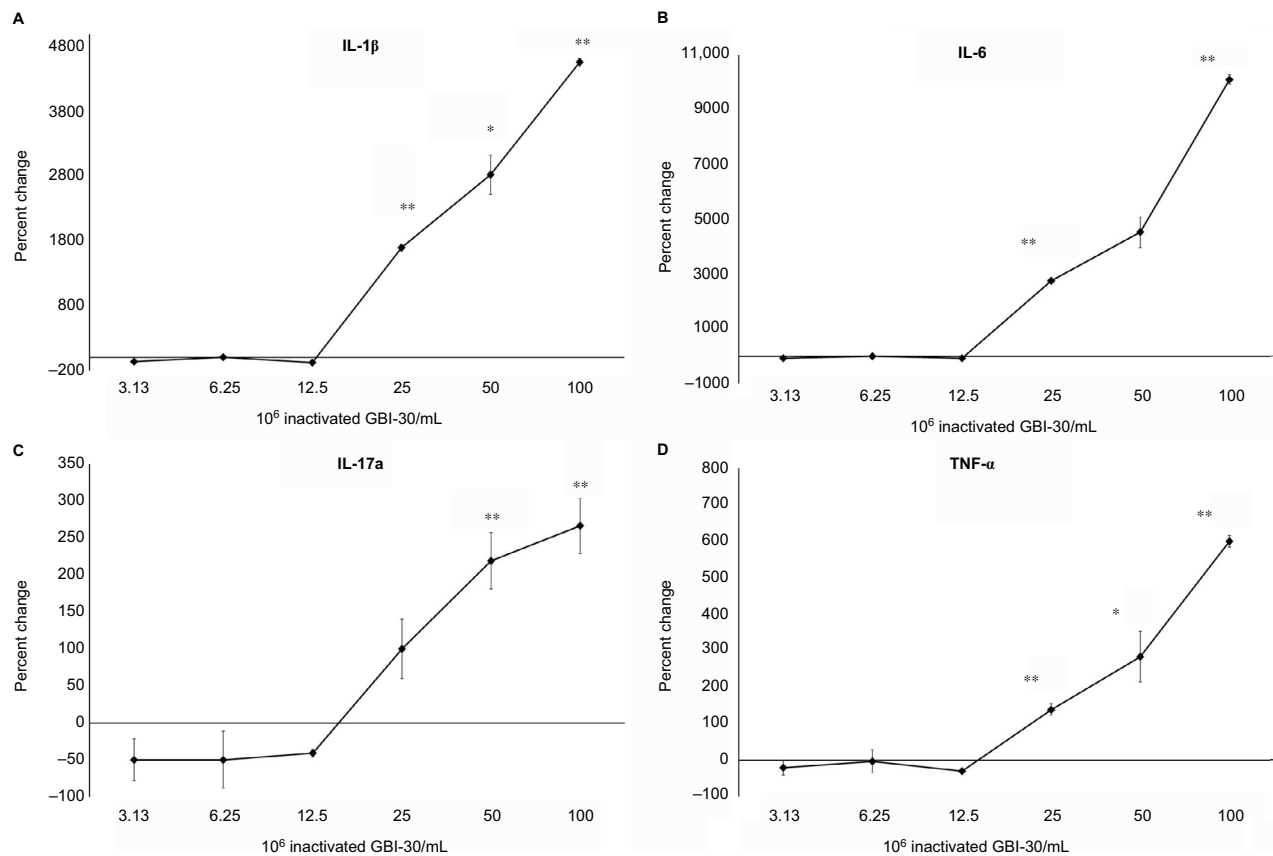 A
IL-1β
4800
3800
2800
1800
800
–200
Percent change
**
*
**
3.13 6.25 12.5 25 50 100
10⁶ inactivated GBI-30/mL
B
IL-6
11,000
9000
7000
5000
3000
1000
–1000
Percent change
**
**
3.13 6.25 12.5 25 50 100
10⁶ inactivated GBI-30/mL
C
IL-17a
350
300
250
200
150
100
50
0
–50
–100
Percent change
**
**
3.13 6.25 12.5 25 50 100
10⁶ inactivated GBI-30/mL
D
TNF-α
800
700
600
500
400
300
200
100
0
–100
Percent change
**
*
**
3.13 6.25 12.5 25 50 100
10⁶ inactivated GBI-30/mL